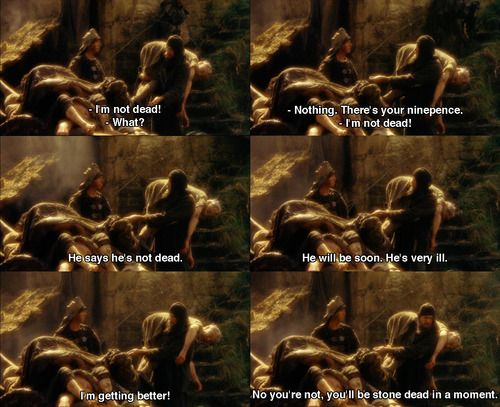 - I'm not dead!
- What?
- Nothing. There's your ninepence.
- I'm not dead!
He says he's not dead.
He will be soon. He's very ill.
I'm getting better!
No you're not, you'll be stone dead in a moment.